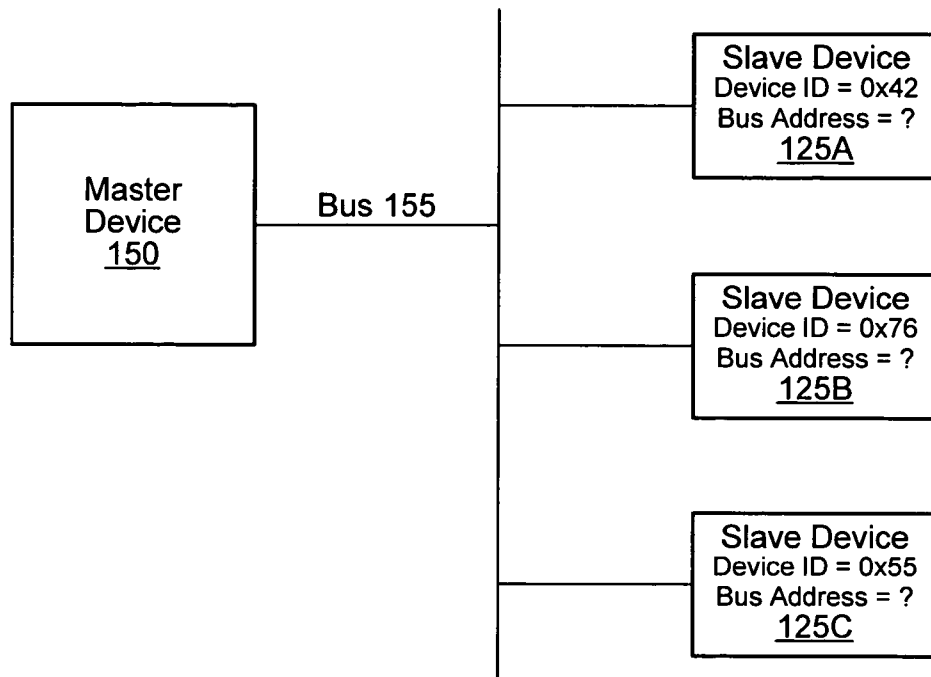 Master
Device
150
Bus 155
Slave Device
Device ID = 0x42
Bus Address = ?
125A
Slave Device
Device ID = 0x76
Bus Address = ?
125B
Slave Device
Device ID = 0x55
Bus Address = ?
125C